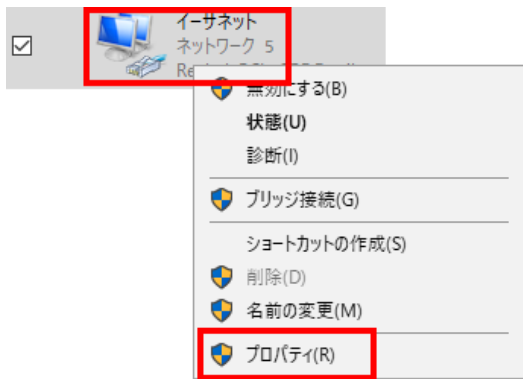 イーサネット
ネットワーク 5
無効にする(B)
状態(U)
診断(I)
ブリッジ接続(G)
ショートカットの作成(S)
削除(D)
名前の変更(M)
プロパティ(R)